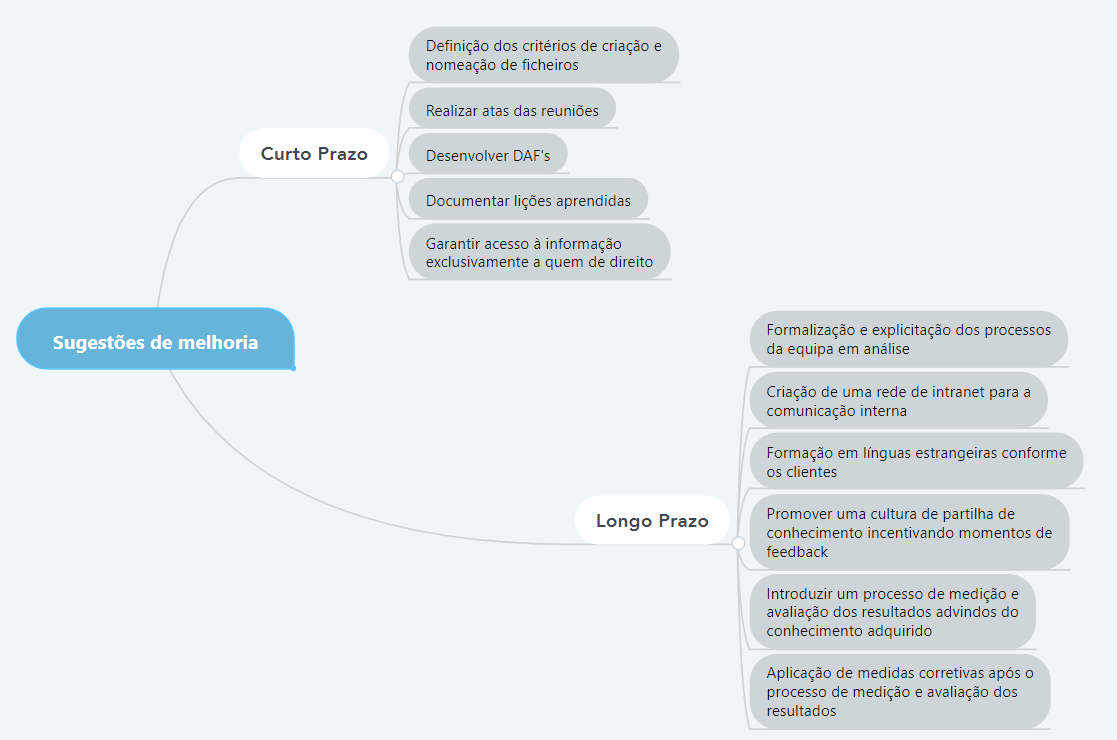 Definição dos critérios de criação e
nomeação de ficheiros
Realizar atas das reuniões
Curto Prazo
Desenvolver DAF's
Documentar lições aprendidas
Garantir acesso à informação
exclusivamente a quem de direito
Sugestões de melhoria
Formalização e explicitação dos processos
da equipa em análise
Criação de uma rede de intranet para a
comunicação interna
Formação em línguas estrangeiras conforme
os clientes
Longo Prazo
Promover uma cultura de partilha de
conhecimento incentivando momentos de
feedback
Introduzir um processo de medição e
avaliação dos resultados advindos do
conhecimento adquirido
Aplicação de medidas corretivas após o
processo de medição e avaliação dos
resultados